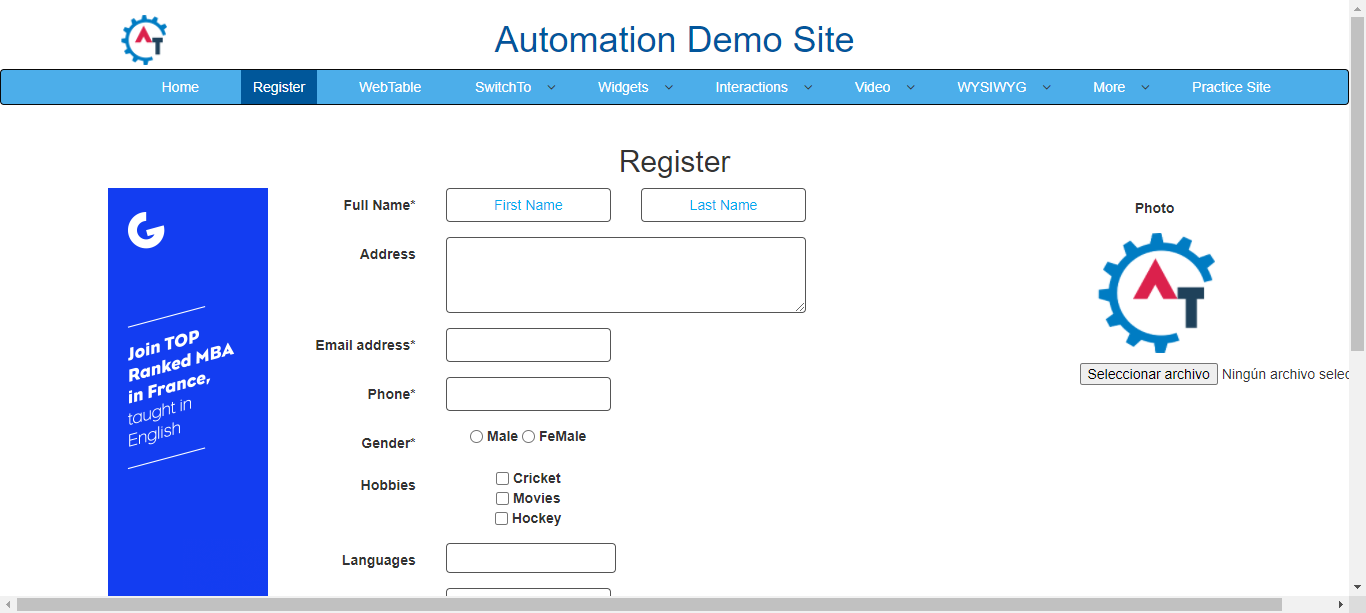 AT
Automation Demo Site
Home Register WebTable SwitchTo Widgets Interactions Video WYSIWYG More Practice Site
Register
Full Name* First Name Last Name
Photo
Address
AT
Email address*
Seleccionar archivo Ningún archivo selec
Phone*
Gender* Male FeMale
Hobbies Cricket
Movies
Hockey
Languages
G
Join TOP
Ranked MBA
in France,
taught in
English